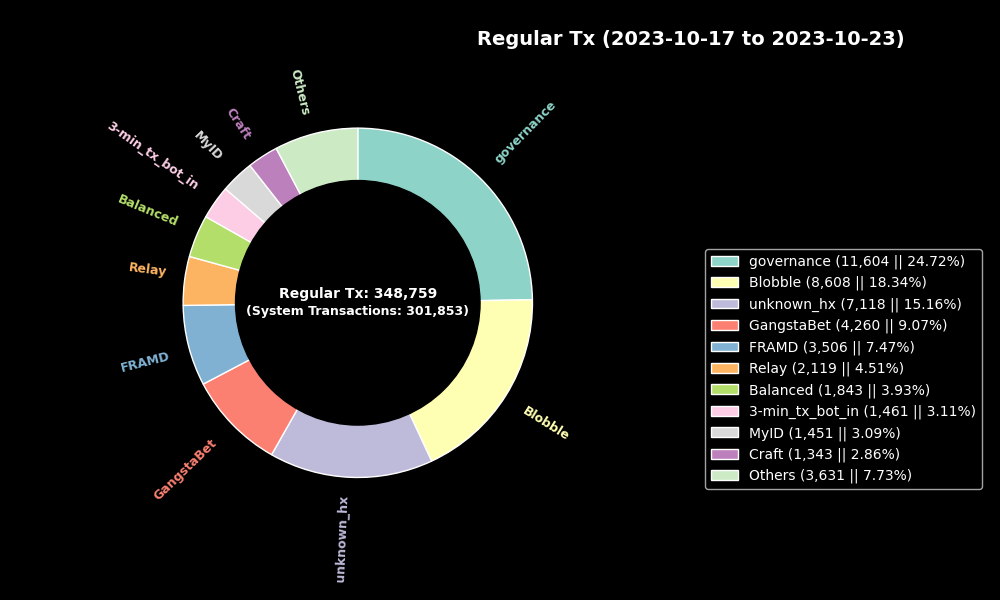 Regular Tx (2023-10-17 to 2023-10-23)
Others
governance
Craft
MyID
3-min_tx_bot_in
Balanced
Relay
FRAMD
GangstaBet
unknown_hx
Blobble
Regular Tx: 348,759
(System Transactions: 301,853)
governance (11,604 || 24.72%)
Blobble (8,608 || 18.34%)
unknown_hx (7,118 || 15.16%)
GangstaBet (4,260 || 9.07%)
FRAMD (3,506 || 7.47%)
Relay (2,119 || 4.51%)
Balanced (1,843 || 3.93%)
3-min_tx_bot_in (1,461 || 3.11%)
MyID (1,451 || 3.09%)
Craft (1,343 || 2.86%)
Others (3,631 || 7.73%)